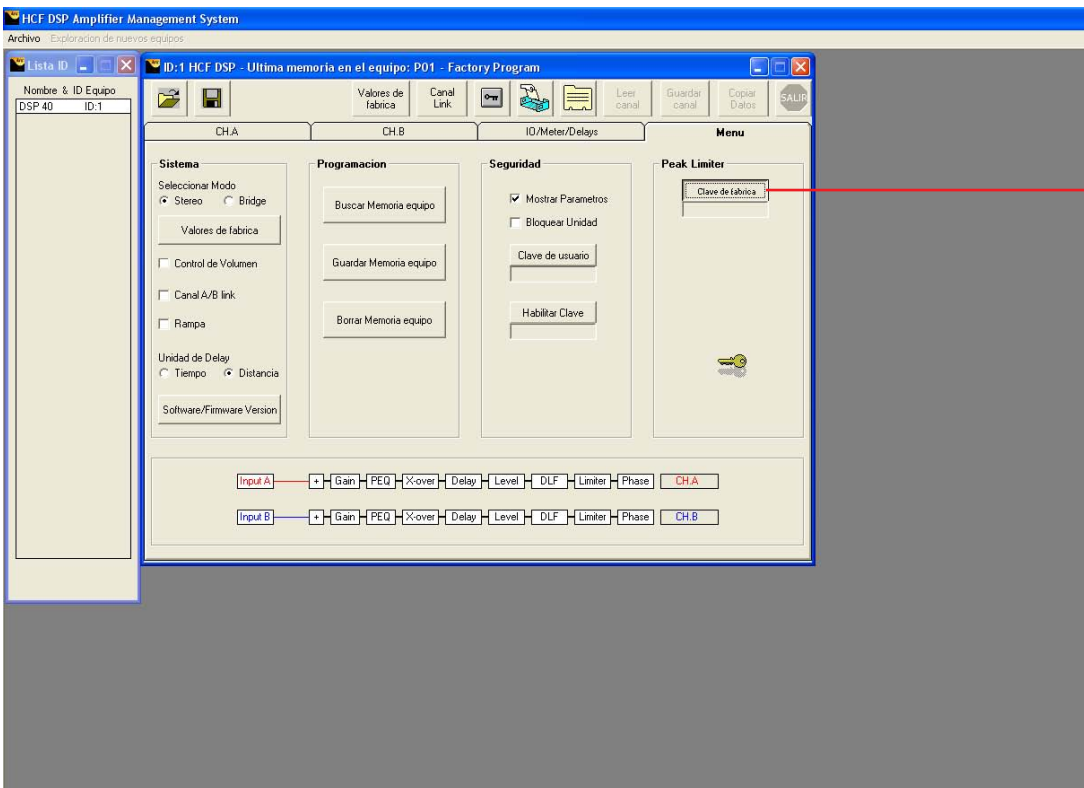 HCF DSP Amplifier Management System
Archivo Exploracion de nuevos equipos
Lista ID
Nombre & ID Equipo
DSP 40 ID:1
ID:1 HCF DSP - Ultima memoria en el equipo: P01 - Factory Program
Valores de fabrica
Canal Link
Leer canal
Guardar canal
Copiar Datos
SALIR
CH.A
CH.B
IO/Meter/Delays
Menu
Sistema
Seleccionar Modo
Stereo Bridge
Valores de fabrica
Control de Volumen
Canal A/B link
Rampa
Unidad de Delay
Tiempo Distancia
Software/Firmware Version
Programacion
Buscar Memoria equipo
Guardar Memoria equipo
Borrar Memoria equipo
Seguridad
Mostrar Parametros
Bloquear Unidad
Clave de usuario
Habilitar Clave
Peak Limiter
Clave de fabrica
Input A + Gain PEQ X-over Delay Level DLF Limiter Phase CH.A
Input B + Gain PEQ X-over Delay Level DLF Limiter Phase CH.B